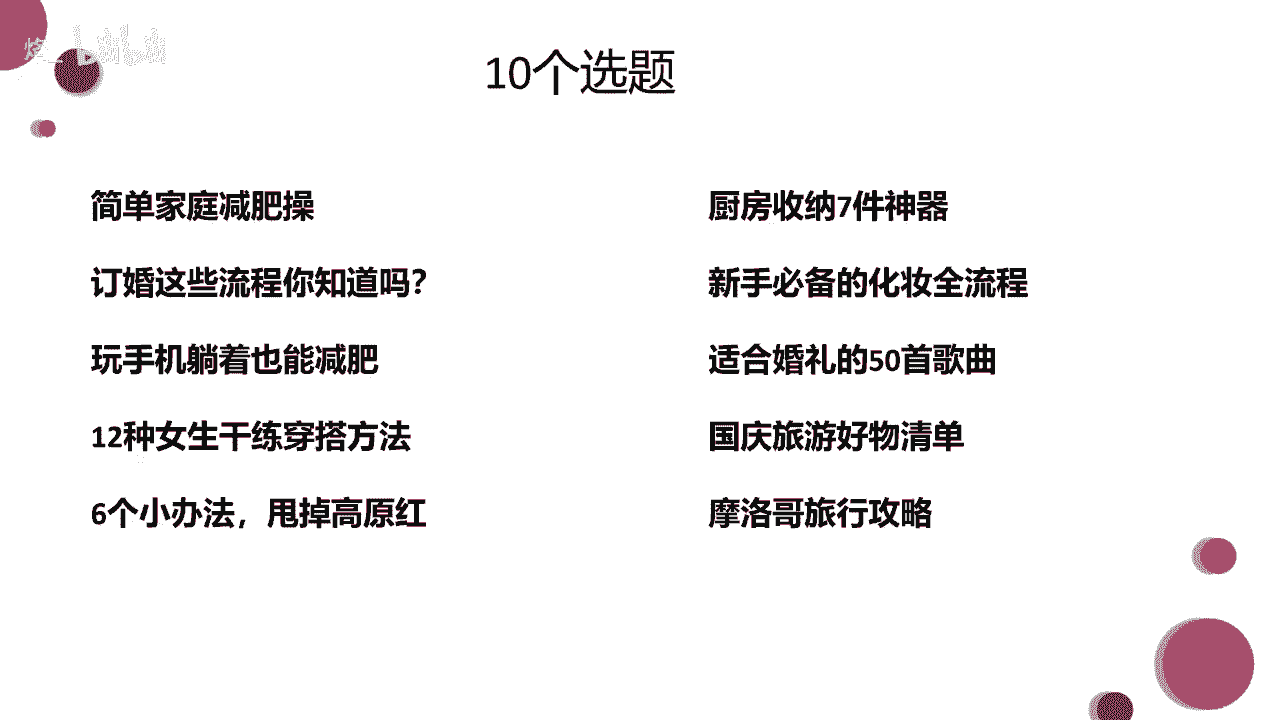 10个选题
简单家庭减肥操
订婚这些流程你知道吗？
玩手机躺着也能减肥
12种女生干练穿搭方法
6个小办法，甩掉高原红
厨房收纳7件神器
新手必备的化妆全流程
适合婚礼的50首歌曲
国庆旅游好物清单
摩洛哥旅行攻略